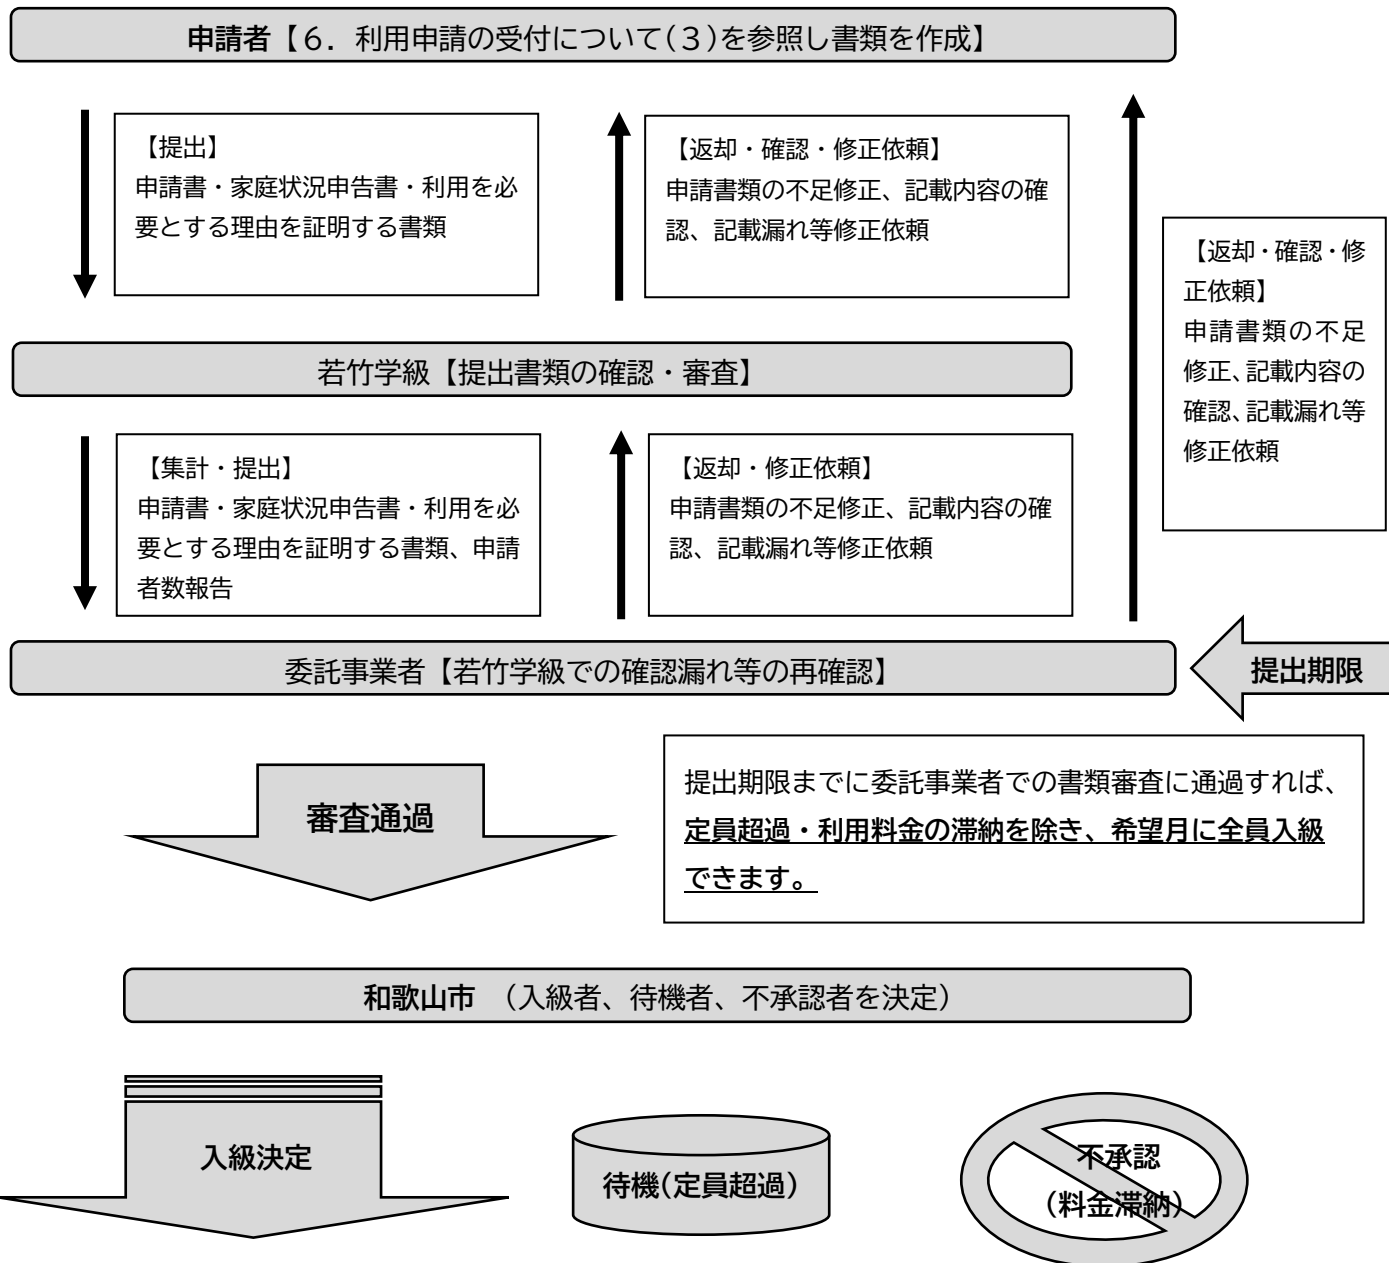 申請者【６．利用申請の受付について(３)を参照し書類を作成】
【提出】
申請書・家庭状況申告書・利用を必
要とする理由を証明する書類
【返却・確認・修正依頼】
申請書類の不足修正、記載内容の確
認、記載漏れ等修正依頼
【返却・確認・修
正依頼】
申請書類の不足
修正、記載内容の
確認、記載漏れ等
修正依頼
若竹学級【提出書類の確認・審査】
【集計・提出】
申請書・家庭状況申告書・利用を必
要とする理由を証明する書類、申請
者数報告
【返却・修正依頼】
申請書類の不足修正、記載内容の確
認、記載漏れ等修正依頼
委託事業者【若竹学級での確認漏れ等の再確認】
提出期限
審査通過
提出期限までに委託事業者での書類審査に通過すれば、
定員超過・利用料金の滞納を除き、希望月に全員入級
できます。
和歌山市　（入級者、待機者、不承認者を決定）
入級決定
待機(定員超過)
不承認
（料金滞納）